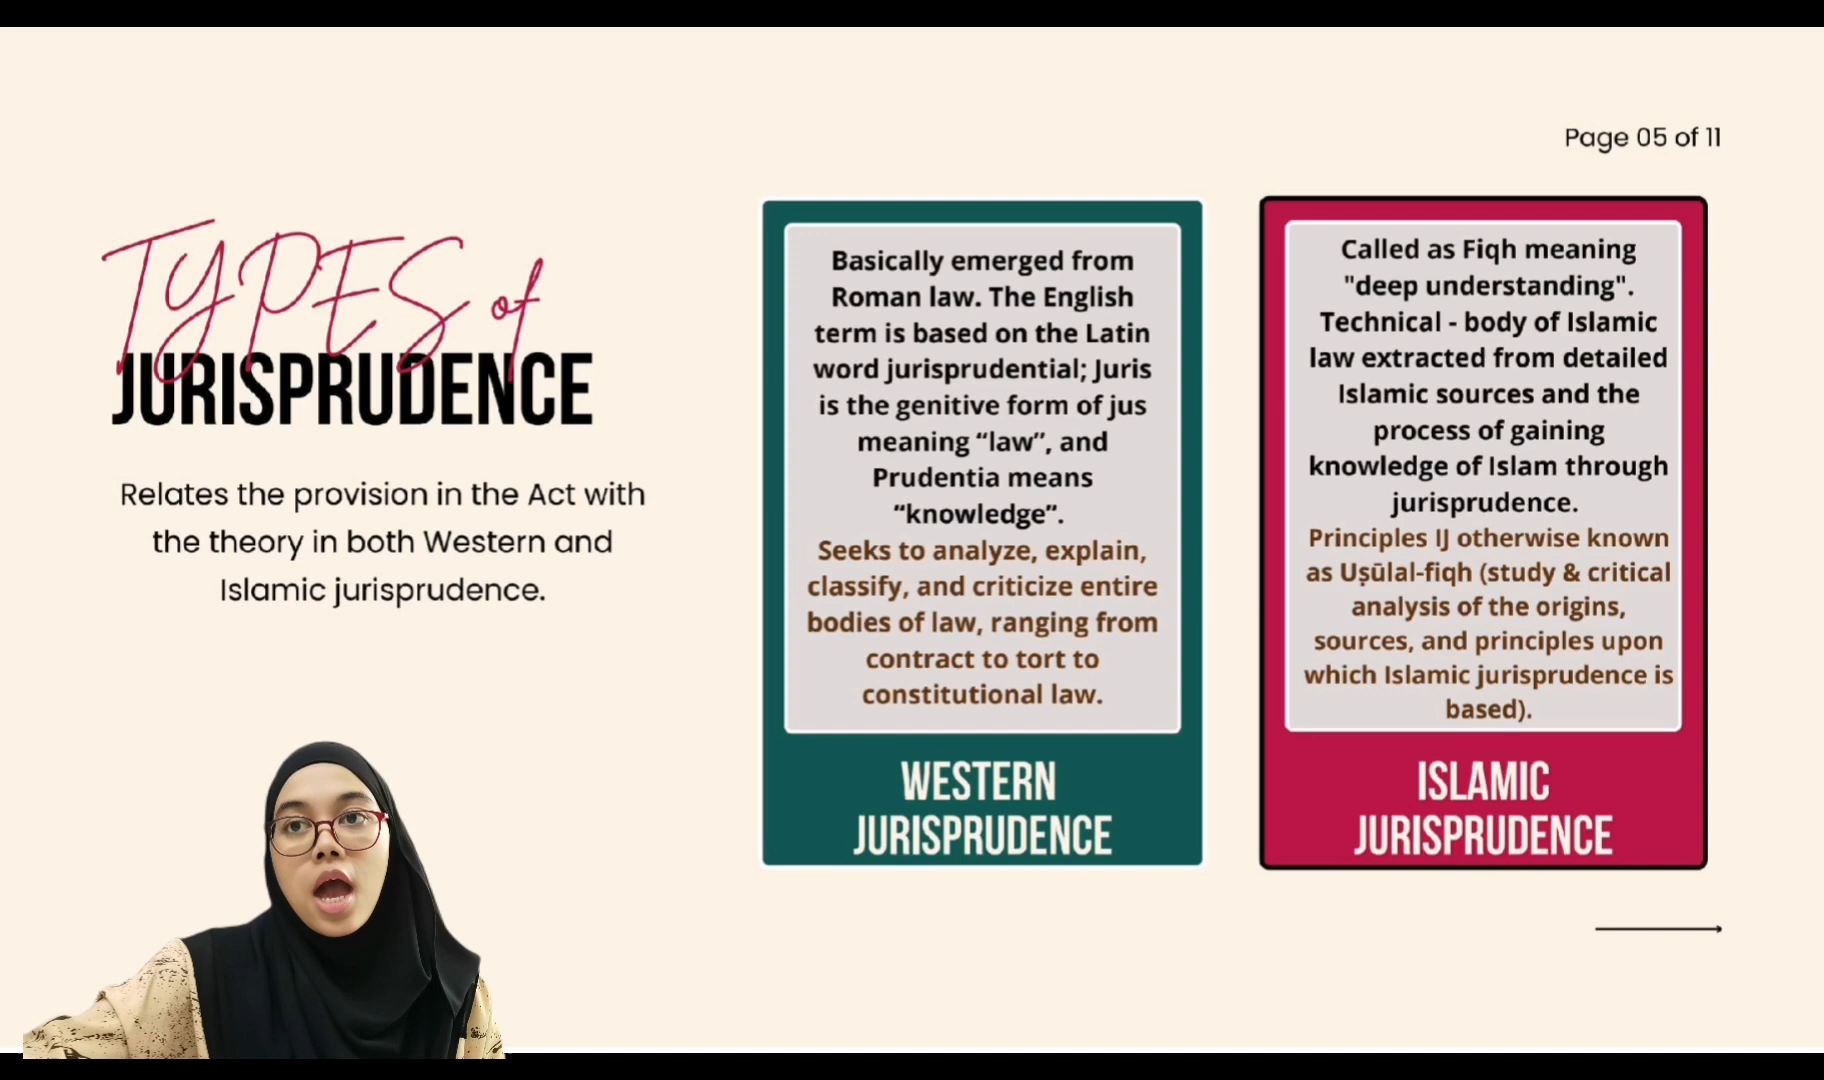 Page 05 of 11
TYPES of
JURISPRUDENCE
Relates the provision in the Act with
the theory in both Western and
Islamic jurisprudence.
Basically emerged from
Roman law. The English
term is based on the Latin
word jurisprudential; Juris
is the genitive form of jus
meaning “law”, and
Prudentia means
“knowledge”.
Seeks to analyze, explain,
classify, and criticize entire
bodies of law, ranging from
contract to tort to
constitutional law.
WESTERN
JURISPRUDENCE
Called as Fiqh meaning
"deep understanding".
Technical - body of Islamic
law extracted from detailed
Islamic sources and the
process of gaining
knowledge of Islam through
jurisprudence.
Principles IJ otherwise known
as Uṣūlal-fiqh (study & critical
analysis of the origins,
sources, and principles upon
which Islamic jurisprudence is
based).
ISLAMIC
JURISPRUDENCE